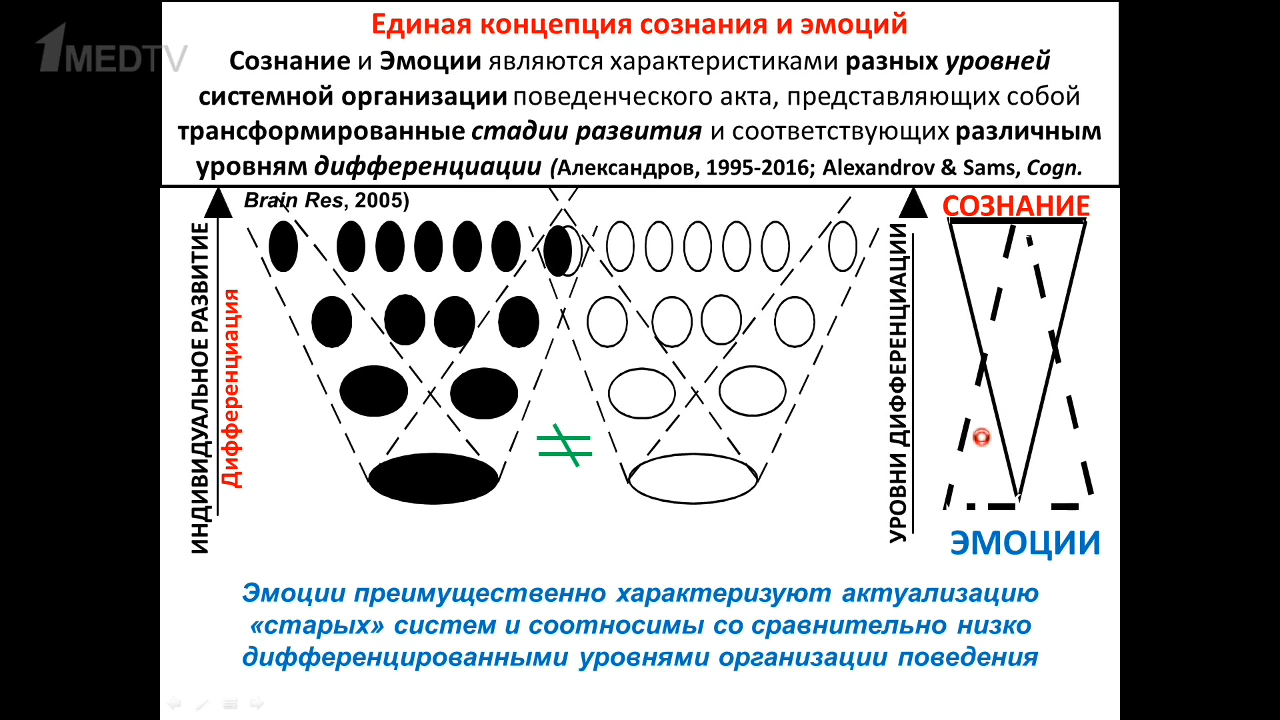 1MEDTV
Единая концепция сознания и эмоций
Сознание и Эмоции являются характеристиками разных уровней
системной организации поведенческого акта, представляющих собой
трансформированные стадии развития и соответствующих различным
уровням дифференциации (Александров, 1995-2016; Alexandrov & Sams, Cogn.
Brain Res, 2005)
ИНДИВИДУАЛЬНОЕ РАЗВИТИЕ
Дифференциация
УРОВНИ ДИФФЕРЕНЦИАЦИИ
СОЗНАНИЕ
ЭМОЦИИ
Эмоции преимущественно характеризуют актуализацию
«старых» систем и соотносимы со сравнительно низко
дифференцированными уровнями организации поведения